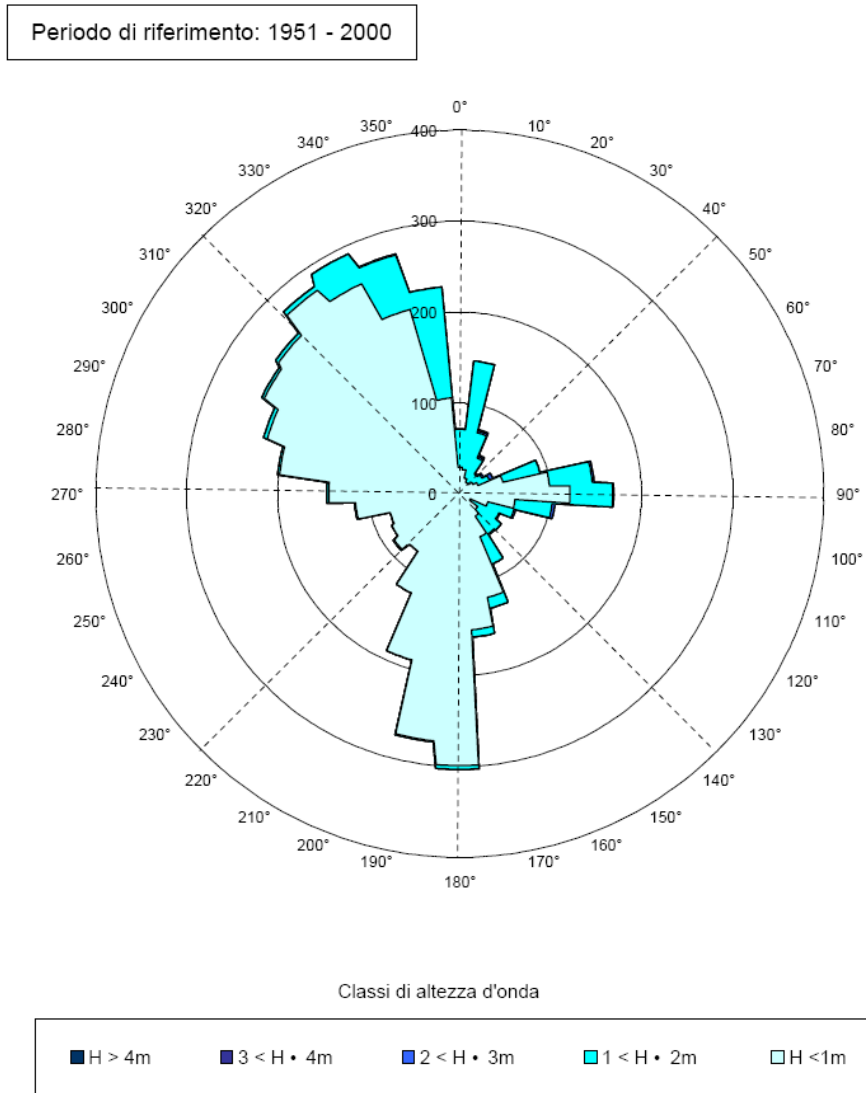 Periodo di riferimento: 1951 - 2000
0°
350° 400 10°
340° 20°
330° 30°
320° 300 40°
310° 50°
300° 200 60°
290° 70°
280° 100 80°
270° 0 90°
260° 100°
250° 110°
240° 120°
230° 130°
220° 140°
210° 150°
200° 160°
190° 170°
180°
Classi di altezza d'onda
H > 4m 3 < H • 4m 2 < H • 3m 1 < H • 2m H <1m